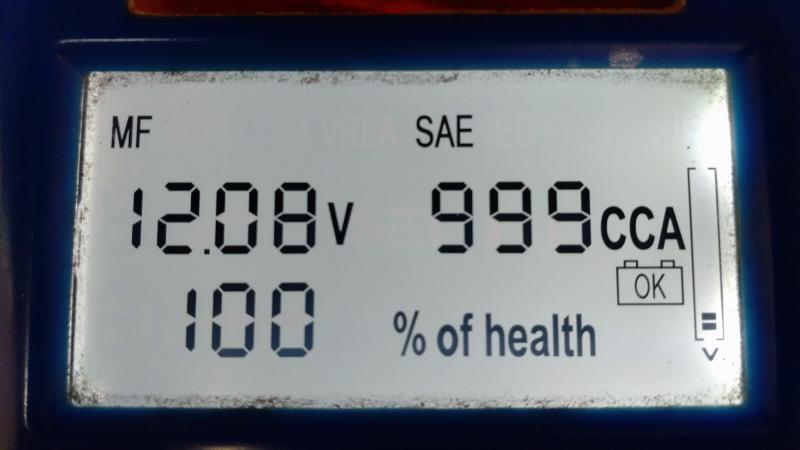 MF SAE
12.08 V 999 CCA
OK
100 % of health